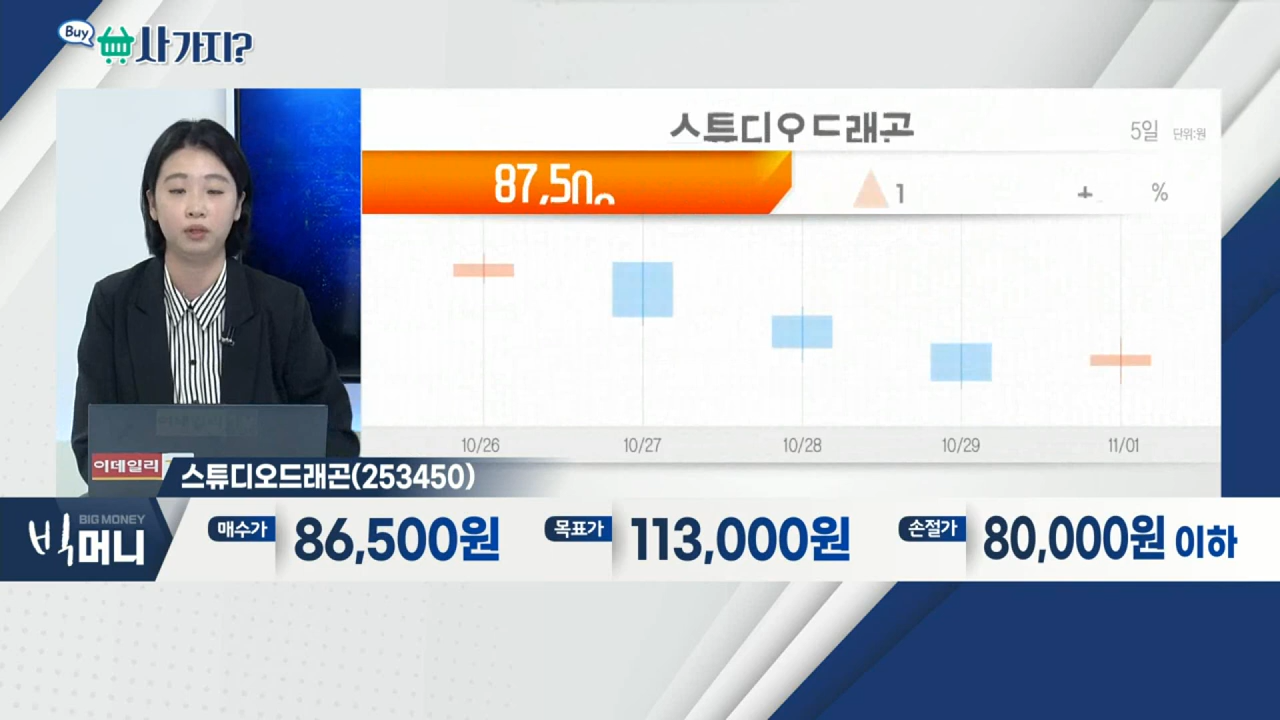 Buy 사가지?
스튜디오드래곤
5일 단위:원
87,50
1 + %
10/26 10/27 10/28 10/29 11/01
이데일리
스튜디오드래곤(253450)
BIG MONEY
빅머니
매수가 86,500원 목표가 113,000원 손절가 80,000원 이하